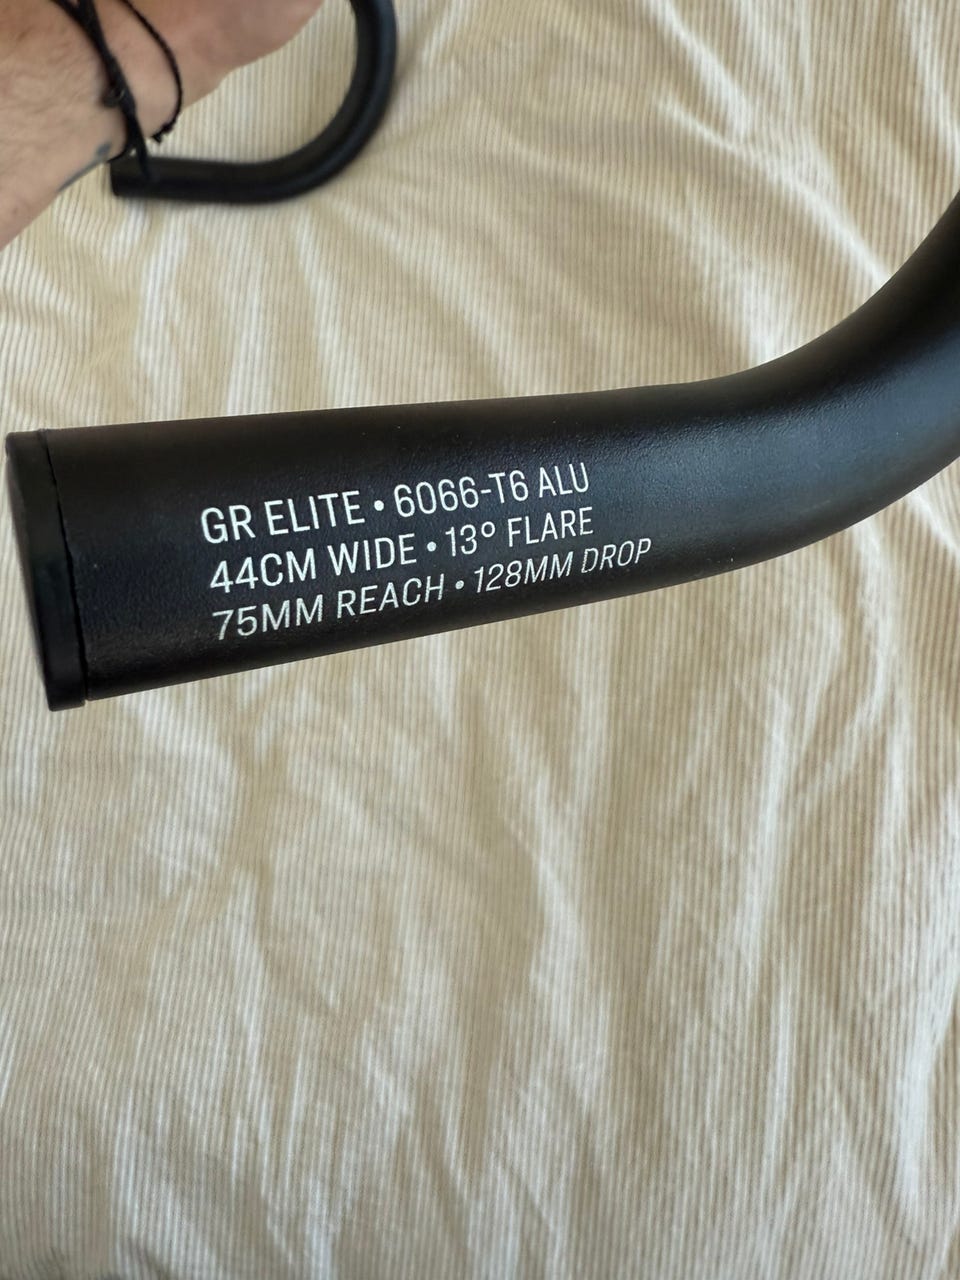 GR ELITE • 6066-T6 ALU
44CM WIDE • 13° FLARE
75MM REACH • 128MM DROP